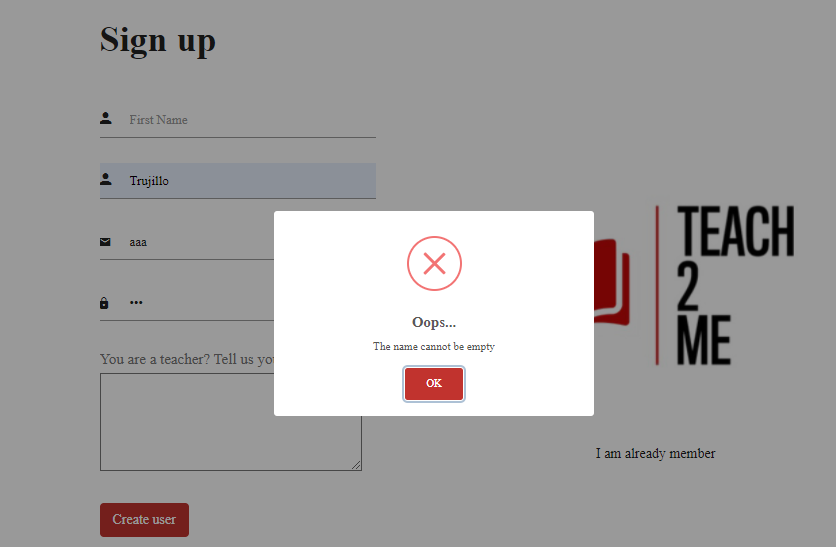 Sign up
First Name
Trujillo
aaa
•••
You are a teacher? Tell us
Oops...
The name cannot be empty
OK
TEACH
2
ME
I am already member
Create user